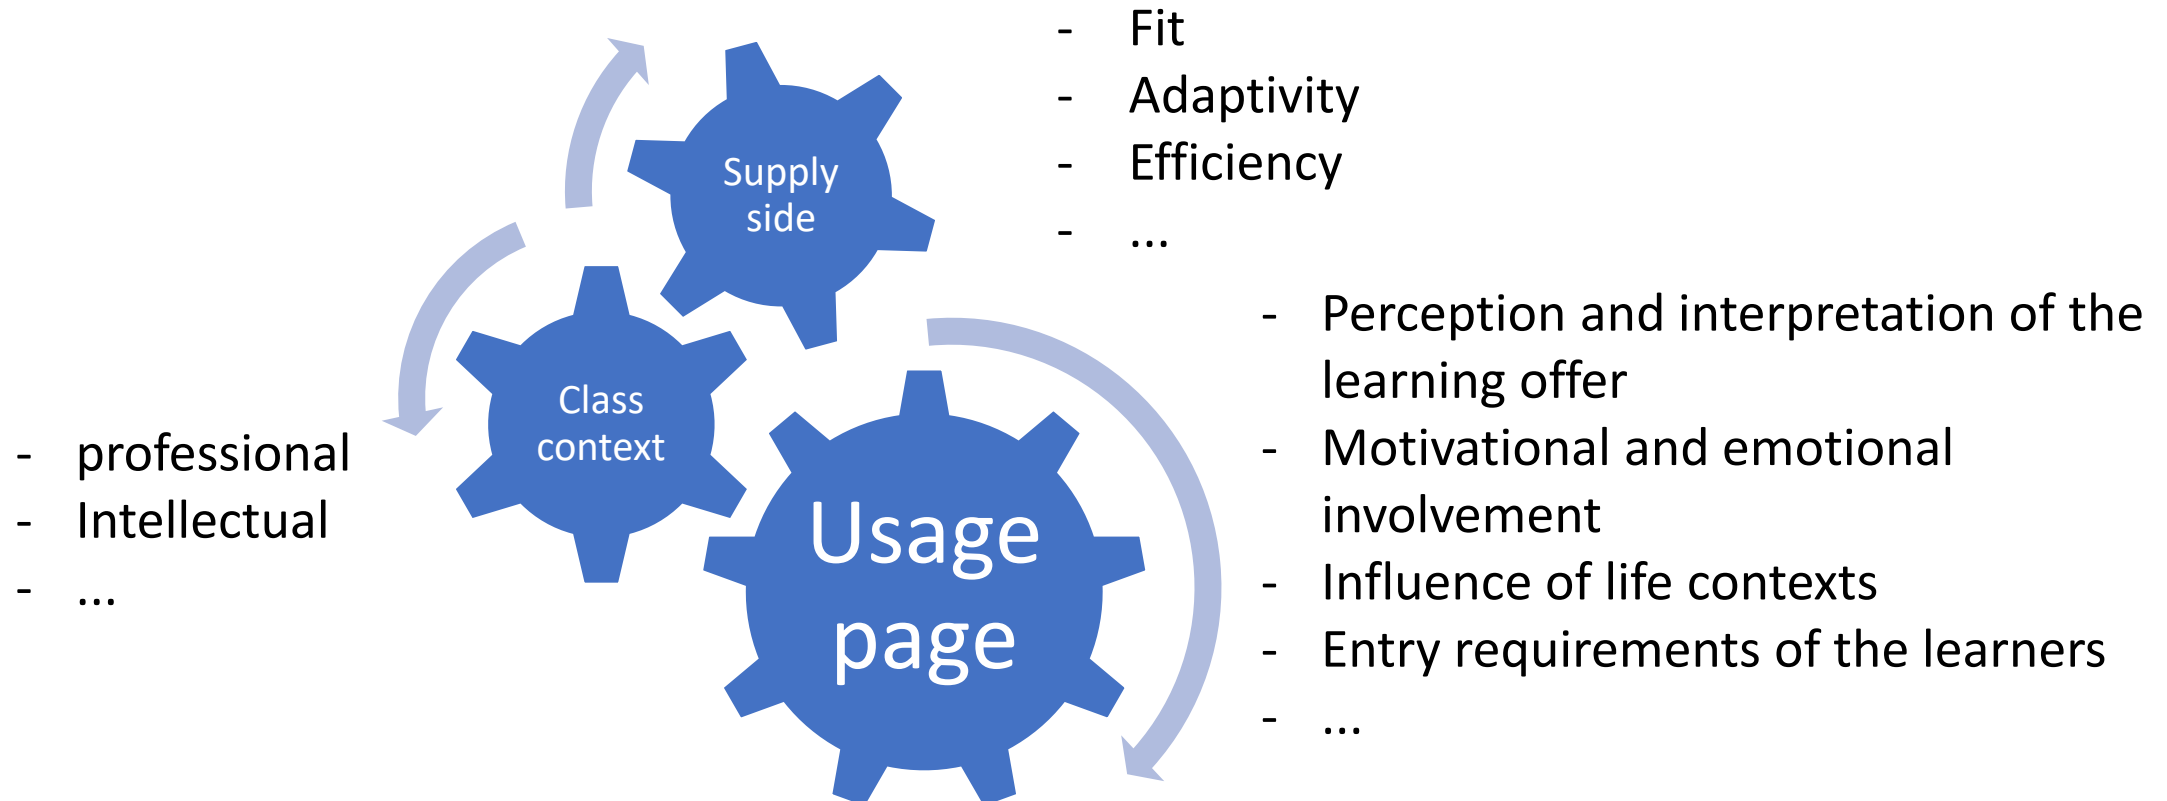 - Fit
- Adaptivity
- Efficiency
- ...
Supply
side
- Perception and interpretation of the
learning offer
- Motivational and emotional
involvement
- Influence of life contexts
- Entry requirements of the learners
- ...
Class
context
- professional
- Intellectual
- ...
Usage
page